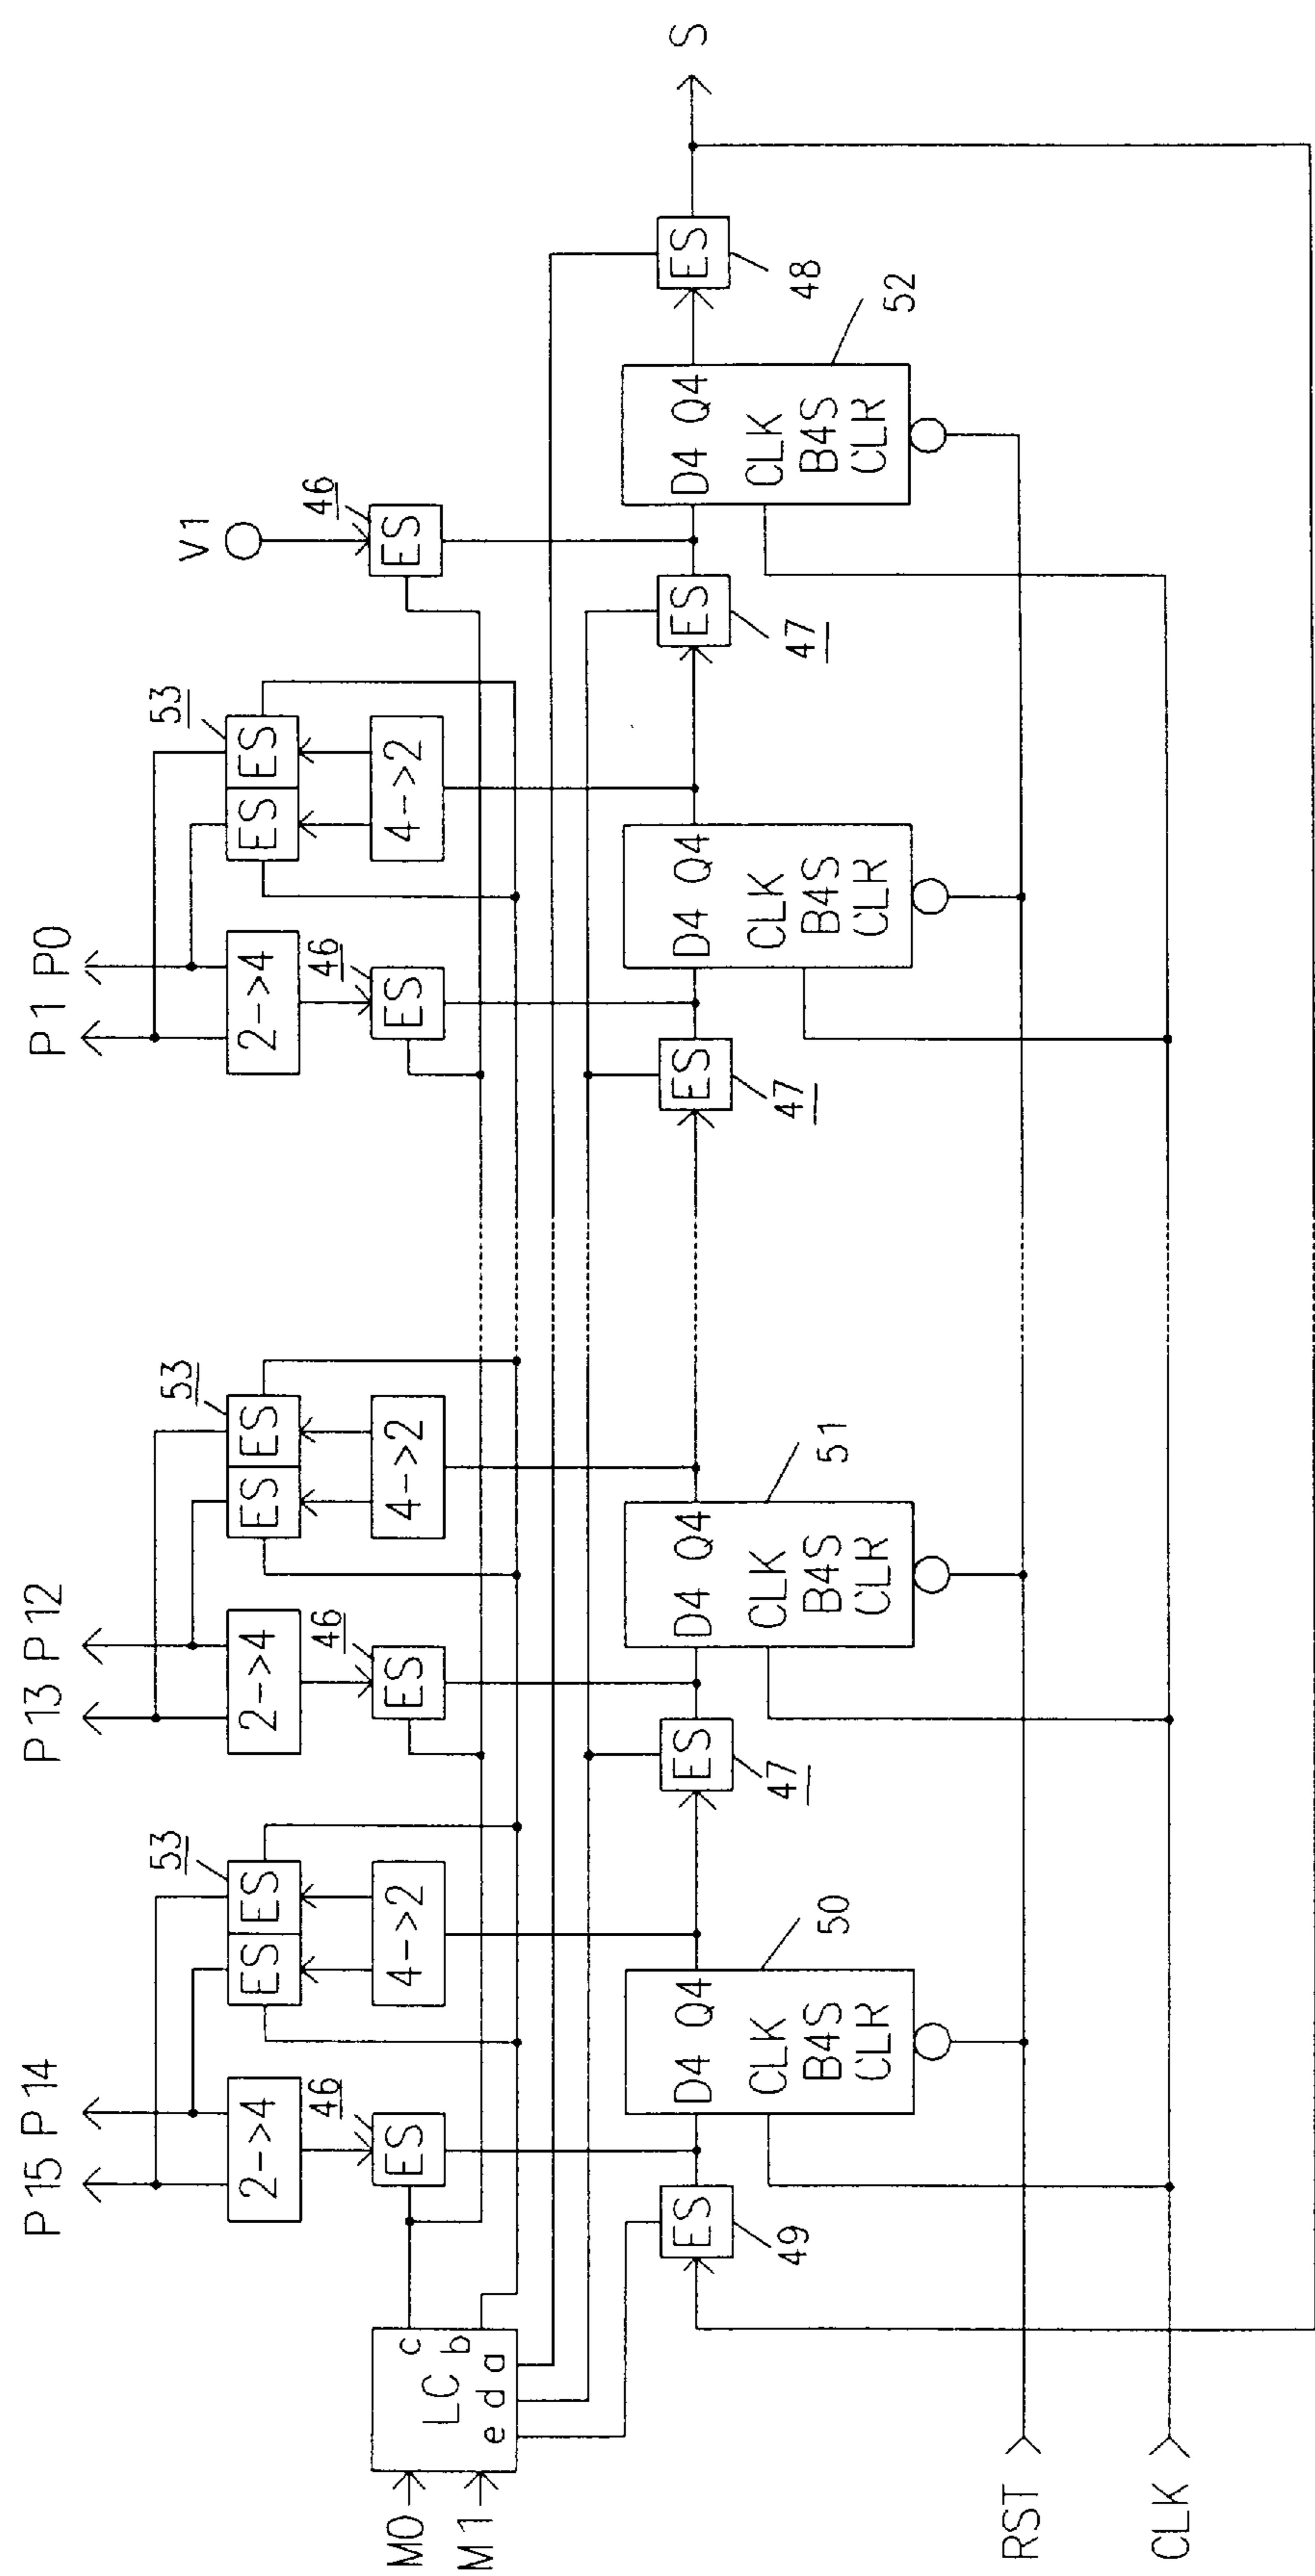 P15 P14
P13 P12
P1 P0
V1
2->4
ES ES
53
2->4
ES ES
53
2->4
ES ES
53
46
4->2
46
4->2
46
4->2
46
M0
M1
LC
c
b
e d a
ES
ES
ES
ES
ES
49
D4 Q4
CLK
B4S
CLR
50
ES
47
D4 Q4
CLK
B4S
CLR
51
ES
47
D4 Q4
CLK
B4S
CLR
ES
47
D4 Q4
CLK
B4S
CLR
52
ES
48
S
RST
CLK